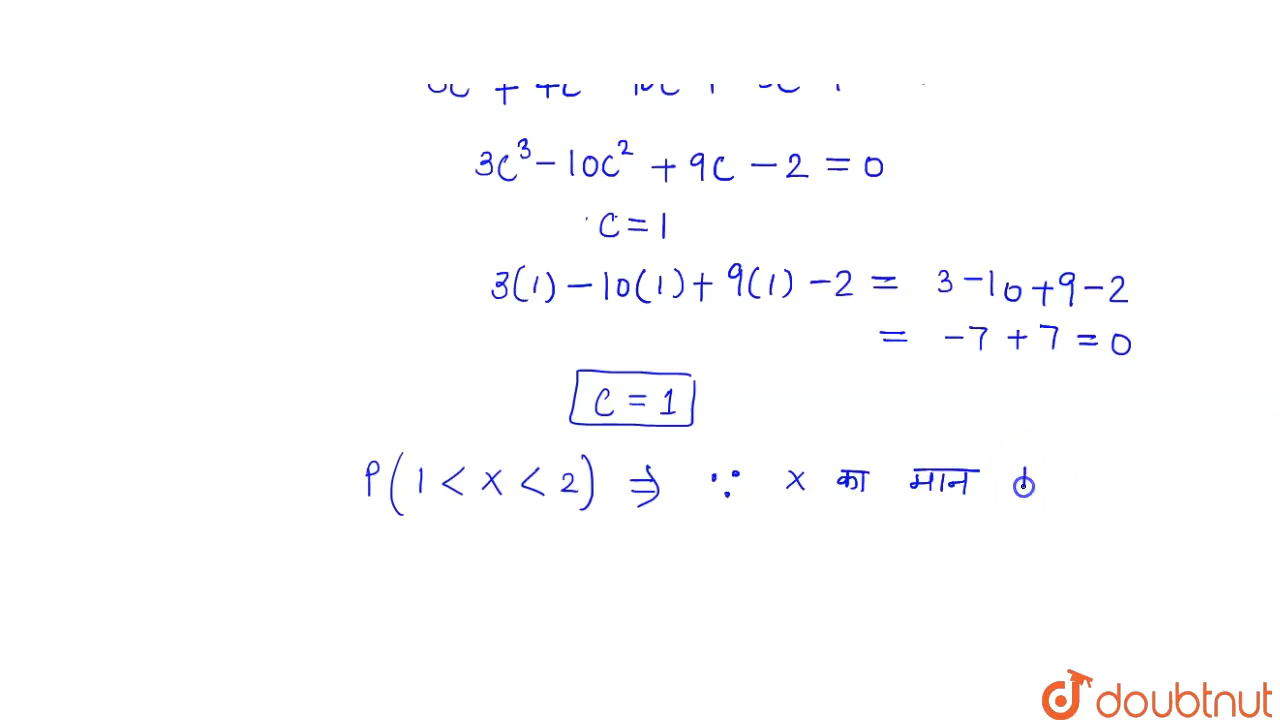 3c³ - 10c² + 9c - 2 = 0
c = 1
3(1) - 10(1) + 9(1) - 2 = 3 - 10 + 9 - 2
= -7 + 7 = 0
c = 1
P(1 < x < 2) ⇒ ∵ x का मान
doubtnut